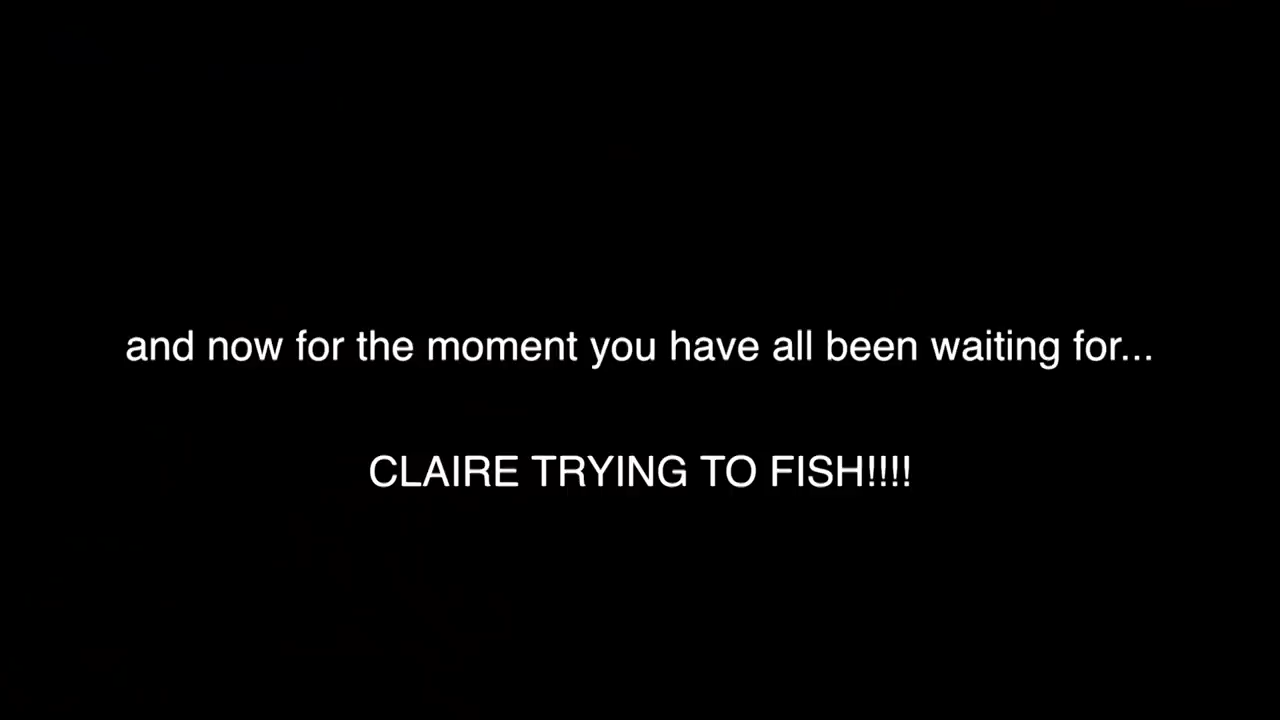 and now for the moment you have all been waiting for...
CLAIRE TRYING TO FISH!!!!